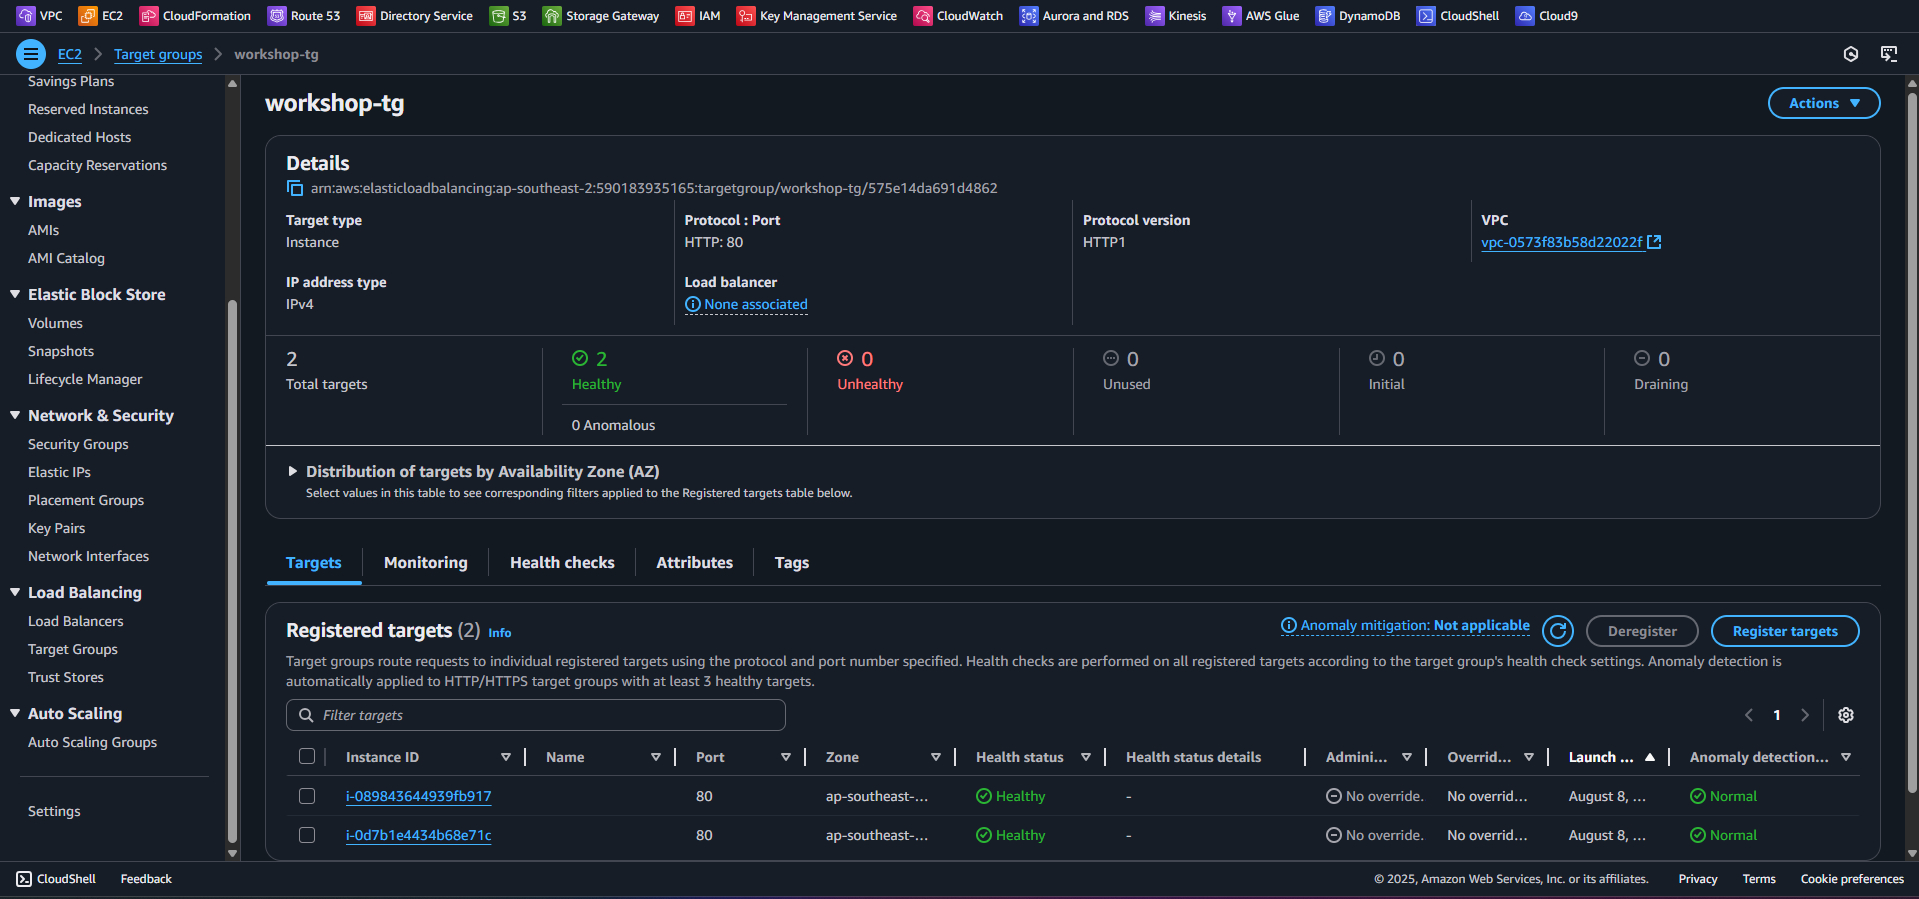 VPC EC2 CloudFormation Route 53 Directory Service S3 Storage Gateway IAM Key Management Service CloudWatch Aurora and RDS Kinesis AWS Glue DynamoDB CloudShell Cloud9
EC2 > Target groups > workshop-tg
Savings Plans
Reserved Instances
Dedicated Hosts
Capacity Reservations
Images
AMIs
AMI Catalog
Elastic Block Store
Volumes
Snapshots
Lifecycle Manager
Network & Security
Security Groups
Elastic IPs
Placement Groups
Key Pairs
Network Interfaces
Load Balancing
Load Balancers
Target Groups
Trust Stores
Auto Scaling
Auto Scaling Groups
Settings
workshop-tg
Actions
Details
arn:aws:elasticloadbalancing:ap-southeast-2:590183935165:targetgroup/workshop-tg/575e14da691d4862
Target type Protocol : Port Protocol version VPC
Instance HTTP: 80 HTTP1 vpc-0573f83b58d22022f
IP address type Load balancer
IPv4 None associated
2 2 0 0 0 0
Total targets Healthy Unhealthy Unused Initial Draining
0 Anomalous
Distribution of targets by Availability Zone (AZ)
Select values in this table to see corresponding filters applied to the Registered targets table below.
Targets Monitoring Health checks Attributes Tags
Registered targets (2) Info Anomaly mitigation: Not applicable Deregister Register targets
Target groups route requests to individual registered targets using the protocol and port number specified. Health checks are performed on all registered targets according to the target group's health check settings. Anomaly detection is
automatically applied to HTTP/HTTPS target groups with at least 3 healthy targets.
Filter targets 1
Instance ID Name Port Zone Health status Health status details Admini... Overrid... Launch ... Anomaly detection...
i-089843644939fb917 80 ap-southeast-... Healthy - No override. No overrid... August 8, ... Normal
i-0d7b1e4434b68e71c 80 ap-southeast-... Healthy - No override. No overrid... August 8, ... Normal
CloudShell Feedback © 2025, Amazon Web Services, Inc. or its affiliates. Privacy Terms Cookie preferences